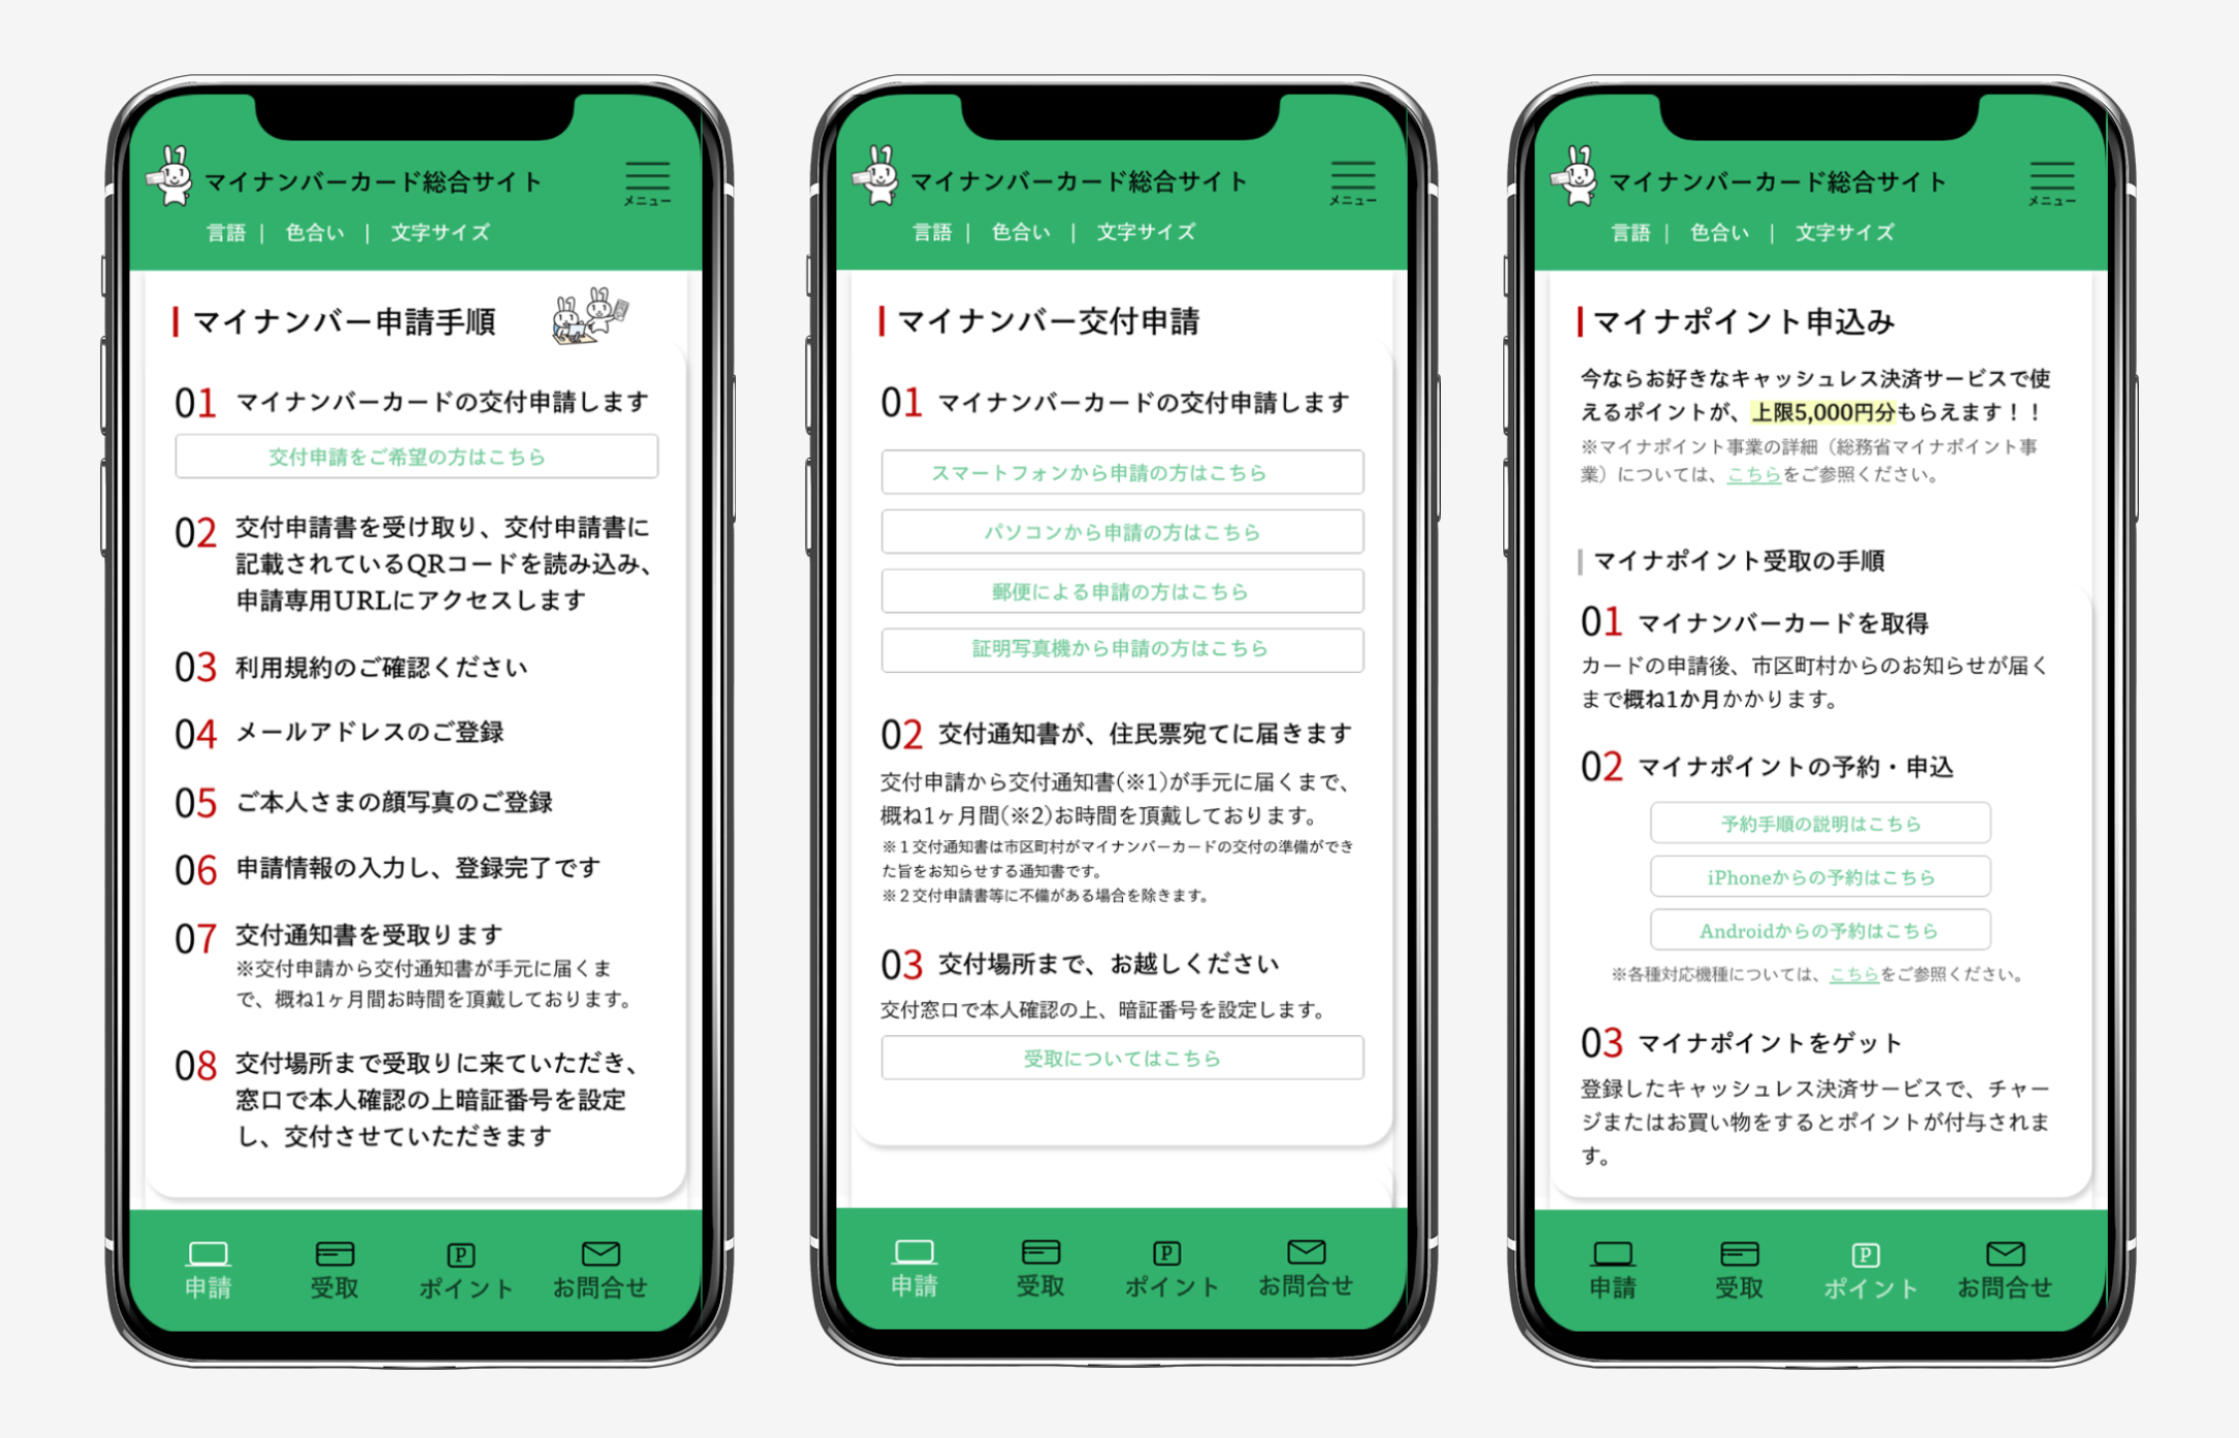 マイナンバーカード総合サイト
メニュー
言語 | 色合い | 文字サイズ
マイナンバー申請手順
01 マイナンバーカードの交付申請します
交付申請をご希望の方はこちら
02 交付申請書を受け取り、交付申請書に
記載されているQRコードを読み込み、
申請専用URLにアクセスします
03 利用規約のご確認ください
04 メールアドレスのご登録
05 ご本人さまの顔写真のご登録
06 申請情報の入力し、登録完了です
07 交付通知書を受取ります
※交付申請から交付通知書が手元に届くま
で、概ね1ヶ月間お時間を頂戴しております。
08 交付場所まで受取りに来ていただき、
窓口で本人確認の上暗証番号を設定
し、交付させていただきます
申請 受取 ポイント お問合せ
マイナンバーカード総合サイト
メニュー
言語 | 色合い | 文字サイズ
マイナンバー交付申請
01 マイナンバーカードの交付申請します
スマートフォンから申請の方はこちら
パソコンから申請の方はこちら
郵便による申請の方はこちら
証明写真機から申請の方はこちら
02 交付通知書が、住民票宛てに届きます
交付申請から交付通知書(※1)が手元に届くまで、
概ね1ヶ月間(※2)お時間を頂戴しております。
※１交付通知書は市区町村がマイナンバーカードの交付の準備ができ
た旨をお知らせする通知書です。
※２交付申請書等に不備がある場合を除きます。
03 交付場所まで、お越しください
交付窓口で本人確認の上、暗証番号を設定します。
受取についてはこちら
申請 受取 P ポイント お問合せ
マイナンバーカード総合サイト
メニュー
言語 | 色合い | 文字サイズ
マイナポイント申込み
今ならお好きなキャッシュレス決済サービスで使
えるポイントが、上限5,000円分もらえます！！
※マイナポイント事業の詳細（総務省マイナポイント事
業）については、こちらをご参照ください。
マイナポイント受取の手順
01 マイナンバーカードを取得
カードの申請後、市区町村からのお知らせが届く
まで概ね1か月かかります。
02 マイナポイントの予約・申込
予約手順の説明はこちら
iPhoneからの予約はこちら
Androidからの予約はこちら
※各種対応機種については、こちらをご参照ください。
03 マイナポイントをゲット
登録したキャッシュレス決済サービスで、チャー
ジまたはお買い物をするとポイントが付与されま
す。
申請 受取 P ポイント お問合せ